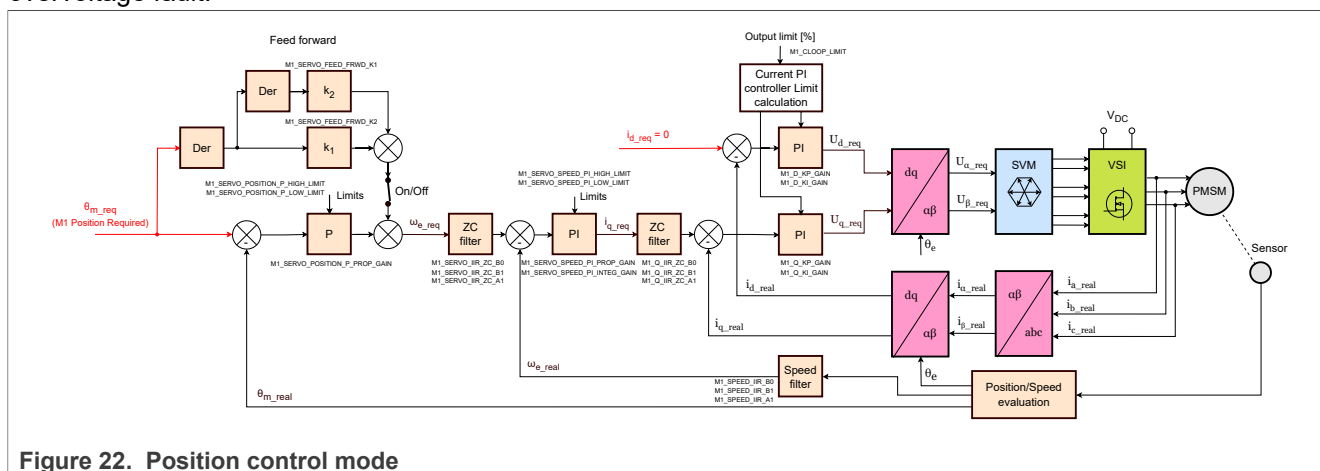 overvoltage fault.
Feed forward
M1_SERVO_FEED_FRWD_K1
Der
k2
M1_SERVO_FEED_FRWD_K2
Der
k1
On/Off
M1_SERVO_POSITION_P_HIGH_LIMIT
M1_SERVO_POSITION_P_LOW_LIMIT
Limits
θm_req
(M1 Position Required)
-
P
M1_SERVO_POSITION_P_PROP_GAIN
ωe_req
ZC
filter
M1_SERVO_IIR_ZC_B0
M1_SERVO_IIR_ZC_B1
M1_SERVO_IIR_ZC_A1
-
M1_SERVO_SPEED_PI_HIGH_LIMIT
M1_SERVO_SPEED_PI_LOW_LIMIT
Limits
PI
M1_SERVO_SPEED_PI_PROP_GAIN
M1_SERVO_SPEED_PI_INTEG_GAIN
iq_req
ZC
filter
M1_Q_IIR_ZC_B0
M1_Q_IIR_ZC_B1
M1_Q_IIR_ZC_A1
-
Output limit [%]
M1_CLOOP_LIMIT
Current PI
controller Limit
calculation
id_req = 0
-
PI
M1_D_KP_GAIN
M1_D_KI_GAIN
Ud_req
PI
M1_Q_KP_GAIN
M1_Q_KI_GAIN
Uq_req
dq
αβ
θe
Uα_req
Uβ_req
SVM
VDC
VSI
PMSM
Sensor
ia_real
ib_real
ic_real
αβ
abc
iα_real
iβ_real
dq
αβ
θe
id_real
iq_real
ωe_real
Speed
filter
M1_SPEED_IIR_B0
M1_SPEED_IIR_B1
M1_SPEED_IIR_A1
Position/Speed
evaluation
θm_real
Figure 22. Position control mode